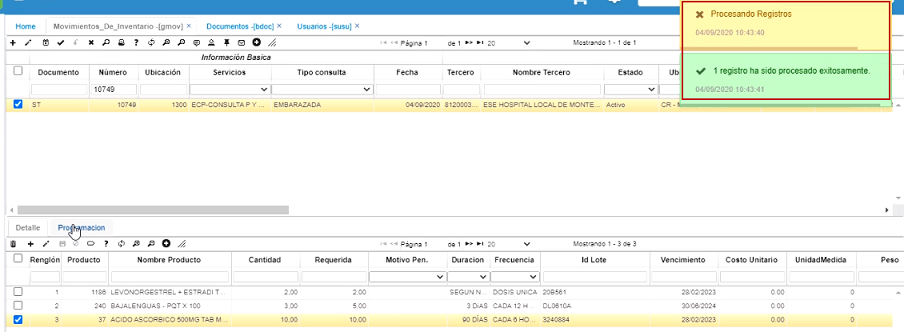 Procesando Registros
04/09/2020 10:43:40
Home Movimientos_De_Inventario -[gmov] × Documentos -[bdoc] × Usuarios -[susu] ×
Página 1 de 1 20 Mostrando 1 - 1 de 1
Información Basica
1 registro ha sido procesado exitosamente.
04/09/2020 10:43:41
Documento Número Ubicación Servicios Tipo consulta Fecha Tercero Nombre Tercero Estado
10749
ST 10749 1300 ECP-CONSULTA P Y ... EMBARAZADA 04/09/2020 8120003... ESE HOSPITAL LOCAL DE MONTE... Activo
Detalle Programacion
Página 1 de 1 20 Mostrando 1 - 3 de 3
Renglón Producto Nombre Producto Cantidad Requerida Motivo Pen. Duracion Frecuencia Id Lote Vencimiento Costo Unitario UnidadMedida Peso
1 1186 LEVONORGESTREL + ESTRADI T... 2.00 2.00 SEGUN N... DOSIS UNICA 20B561 28/02/2023 0.00 0
2 240 BAJALENGUAS - PQT X 100 3.00 5.00 3 DIAS CADA 12 H... DL0610A 30/06/2024 0.00 0
3 37 ACIDO ASCORBICO 500MG TAB M... 10.00 10.00 90 DÍAS CADA 6 HO... 3240884 28/02/2023 0.00 0